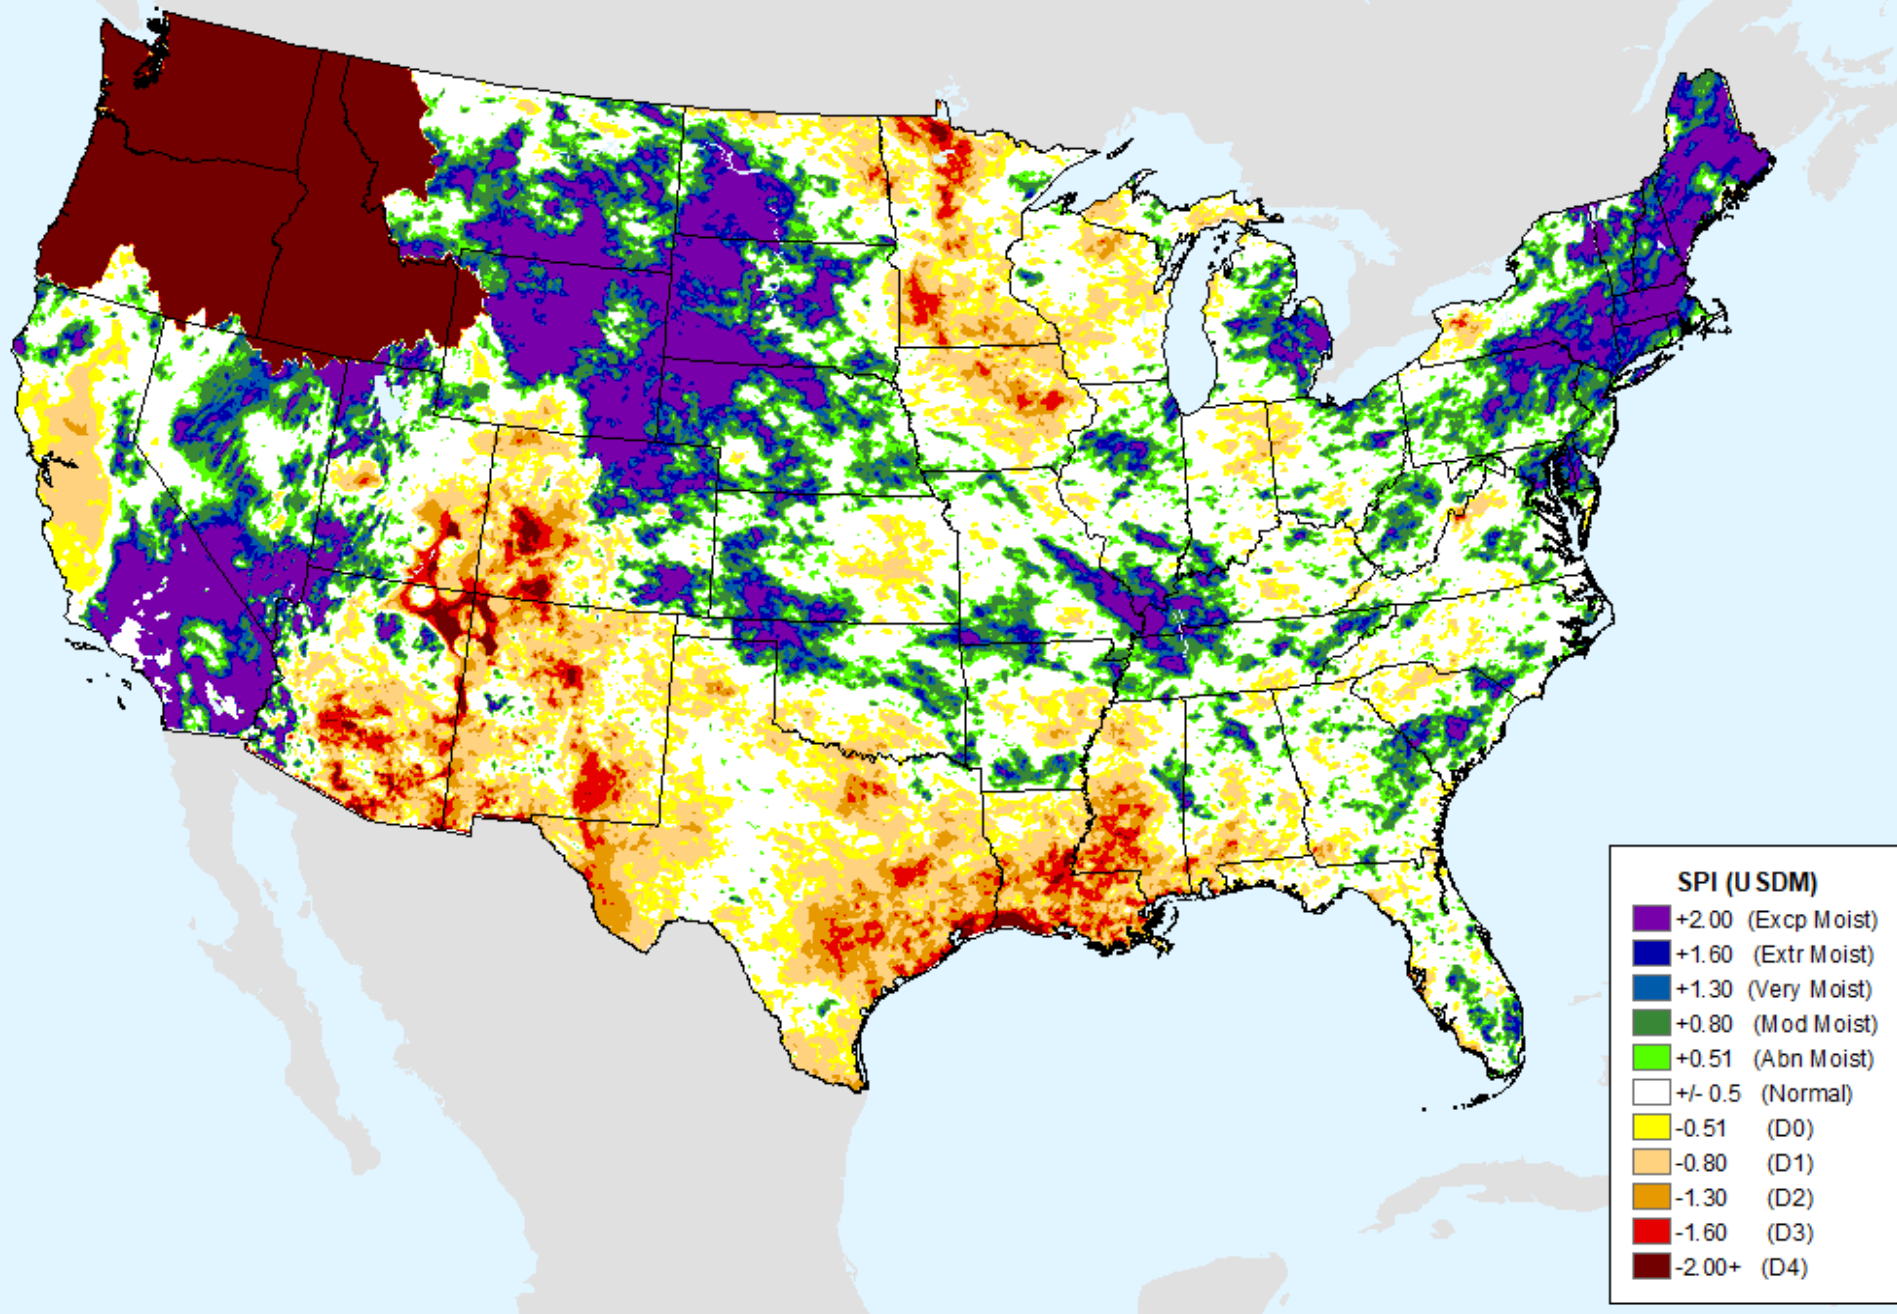 SPI (USDM)
+2.00 (Excp Moist)
+1.60 (Extr Moist)
+1.30 (Very Moist)
+0.80 (Mod Moist)
+0.51 (Abn Moist)
+/- 0.5 (Normal)
-0.51 (D0)
-0.80 (D1)
-1.30 (D2)
-1.60 (D3)
-2.00+ (D4)